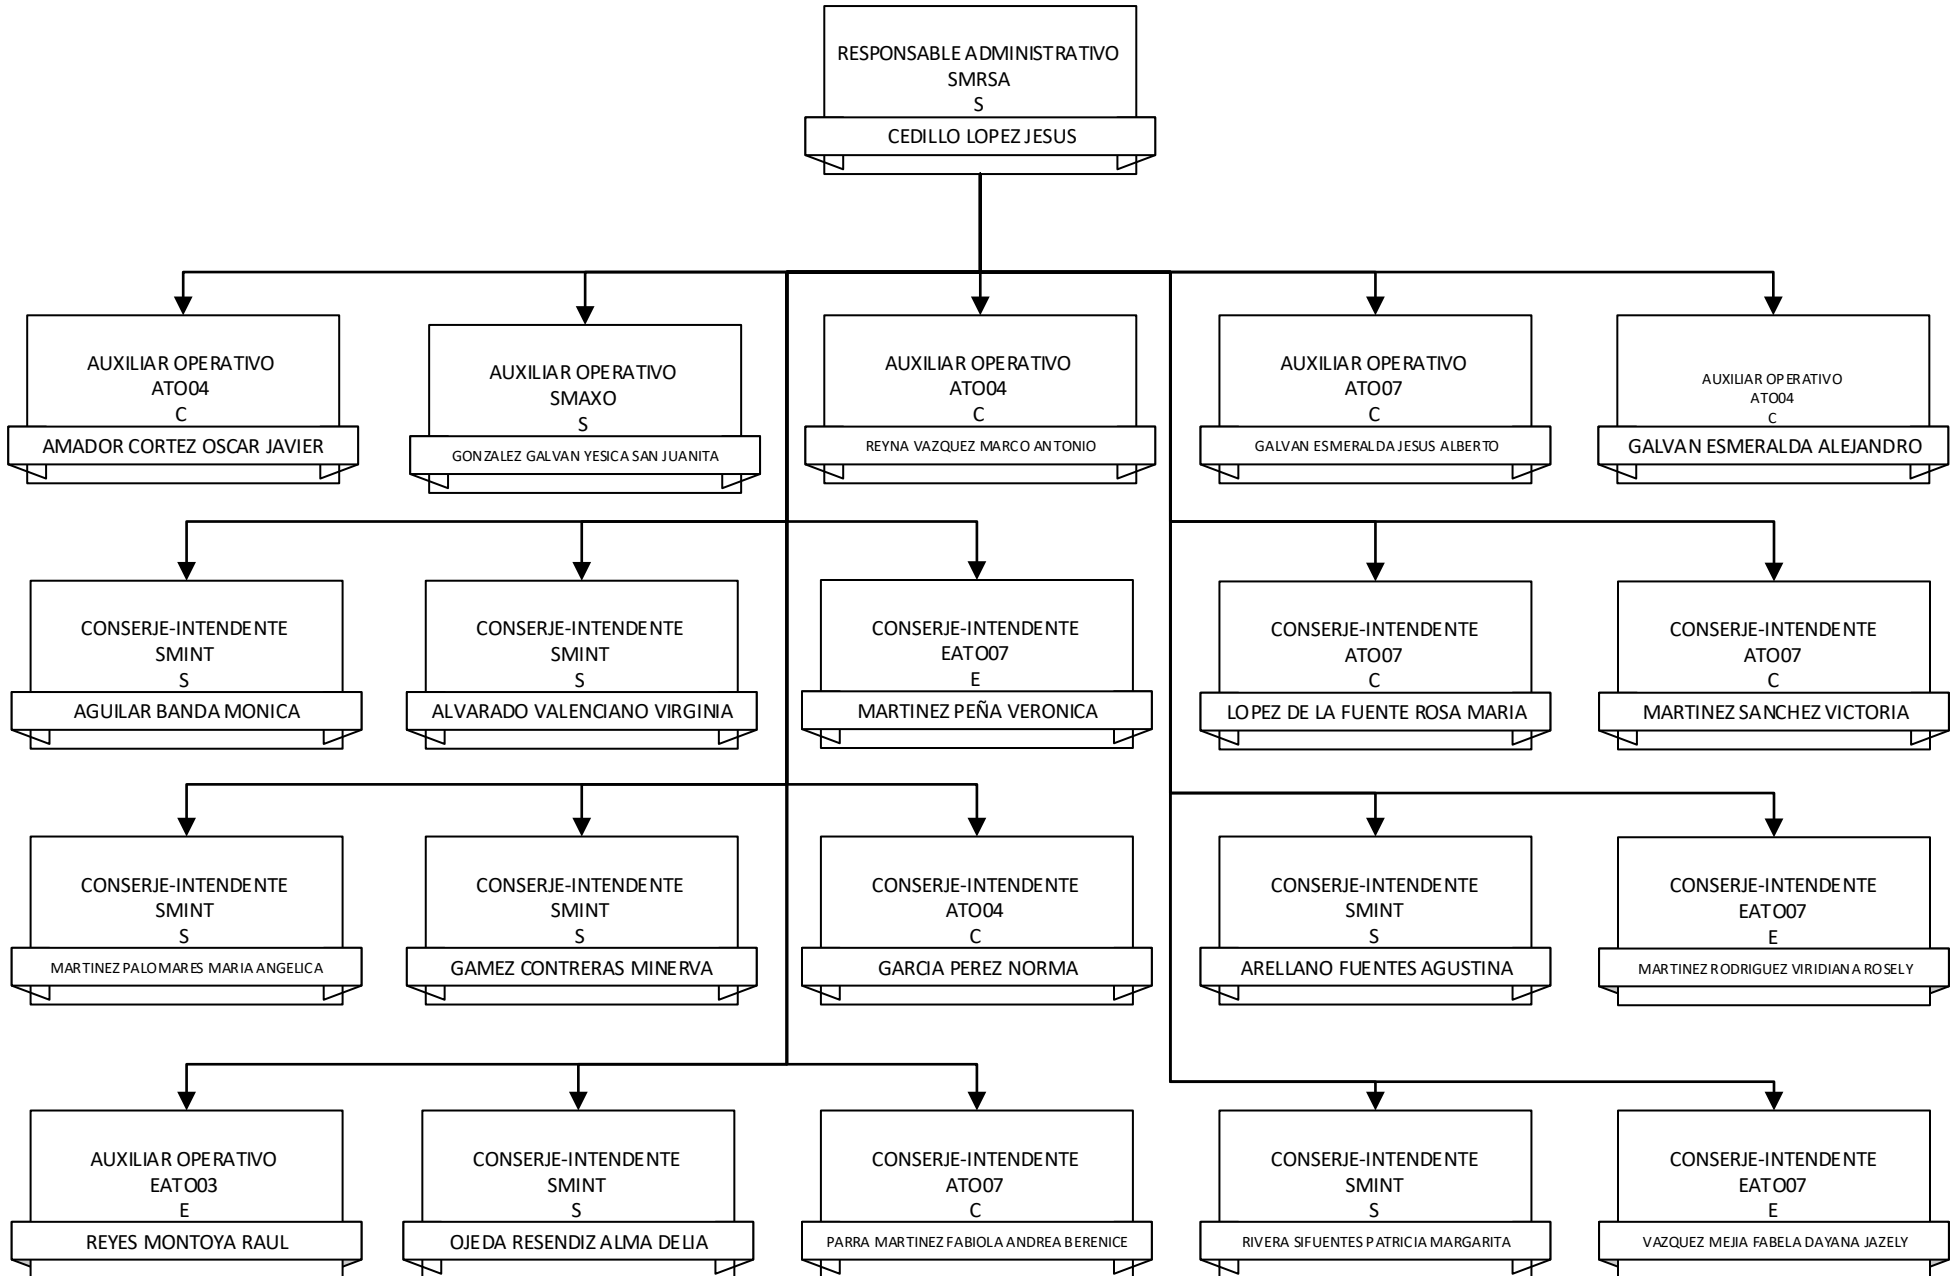 RESPONSABLE ADMINISTRATIVO
SMRSA
S
CEDILLO LOPEZ JESUS
AUXILIAR OPERATIVO
ATO04
C
AMADOR CORTEZ OSCAR JAVIER
AUXILIAR OPERATIVO
SMAXO
S
GONZALEZ GALVAN YESICA SAN JUANITA
AUXILIAR OPERATIVO
ATO04
C
REYNA VAZQUEZ MARCO ANTONIO
AUXILIAR OPERATIVO
ATO07
C
GALVAN ESMERALDA JESUS ALBERTO
AUXILIAR OPERATIVO
ATO04
C
GALVAN ESMERALDA ALEJANDRO
CONSERJE-INTENDENTE
SMINT
S
AGUILAR BANDA MONICA
CONSERJE-INTENDENTE
SMINT
S
ALVARADO VALENCIANO VIRGINIA
CONSERJE-INTENDENTE
EATO07
E
MARTINEZ PEÑA VERONICA
CONSERJE-INTENDENTE
ATO07
C
LOPEZ DE LA FUENTE ROSA MARIA
CONSERJE-INTENDENTE
ATO07
C
MARTINEZ SANCHEZ VICTORIA
CONSERJE-INTENDENTE
SMINT
S
MARTINEZ PALOMARES MARIA ANGELICA
CONSERJE-INTENDENTE
SMINT
S
GAMEZ CONTRERAS MINERVA
CONSERJE-INTENDENTE
ATO04
C
GARCIA PEREZ NORMA
CONSERJE-INTENDENTE
SMINT
S
ARELLANO FUENTES AGUSTINA
CONSERJE-INTENDENTE
EATO07
E
MARTINEZ RODRIGUEZ VIRIDIANA ROSELY
AUXILIAR OPERATIVO
EATO03
E
REYES MONTOYA RAUL
CONSERJE-INTENDENTE
SMINT
S
OJEDA RESENDIZ ALMA DELIA
CONSERJE-INTENDENTE
ATO07
C
PARRA MARTINEZ FABIOLA ANDREA BERENICE
CONSERJE-INTENDENTE
SMINT
S
RIVERA SIFUENTES PATRICIA MARGARITA
CONSERJE-INTENDENTE
EATO07
E
VAZQUEZ MEJIA FABELA DAYANA JAZELY